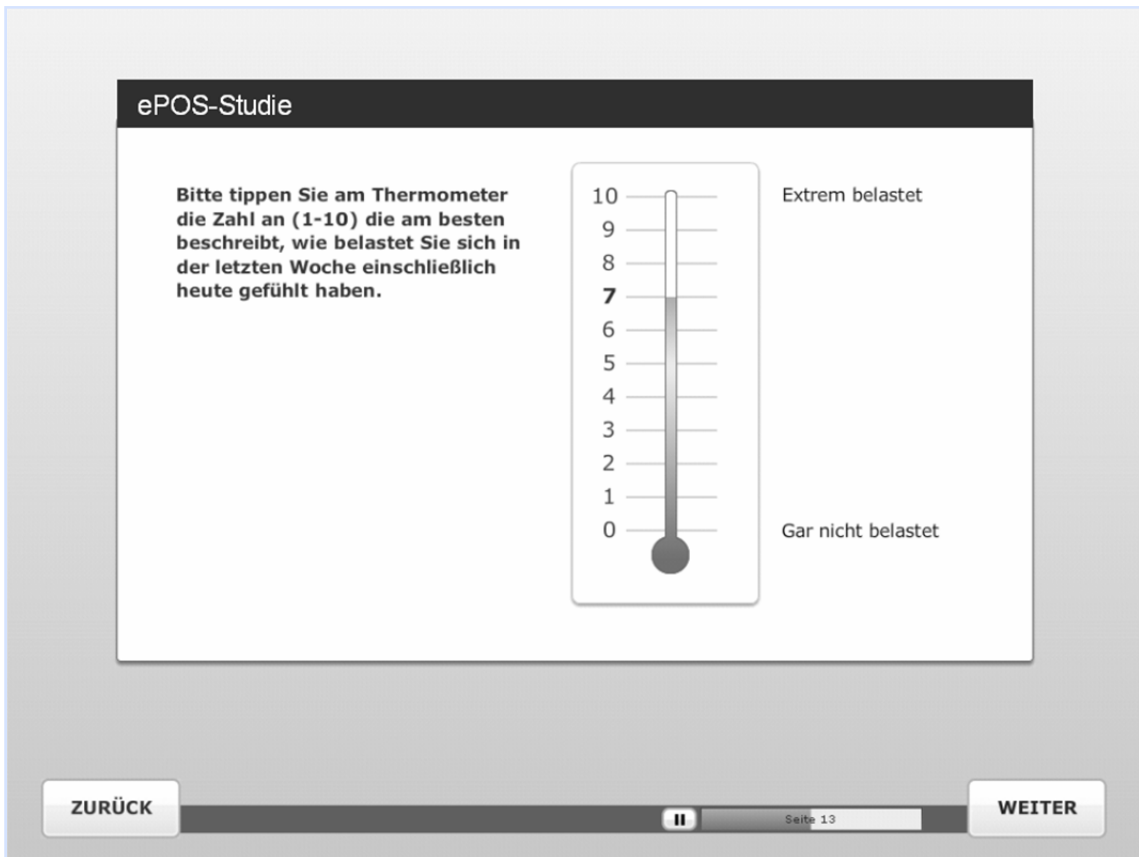 ePOS-Studie
Bitte tippen Sie am Thermometer
die Zahl an (1-10) die am besten
beschreibt, wie belastet Sie sich in
der letzten Woche einschließlich
heute gefühlt haben.
10
9
8
7
6
5
4
3
2
1
0
Extrem belastet
Gar nicht belastet
ZURÜCK
Seite 13
WEITER